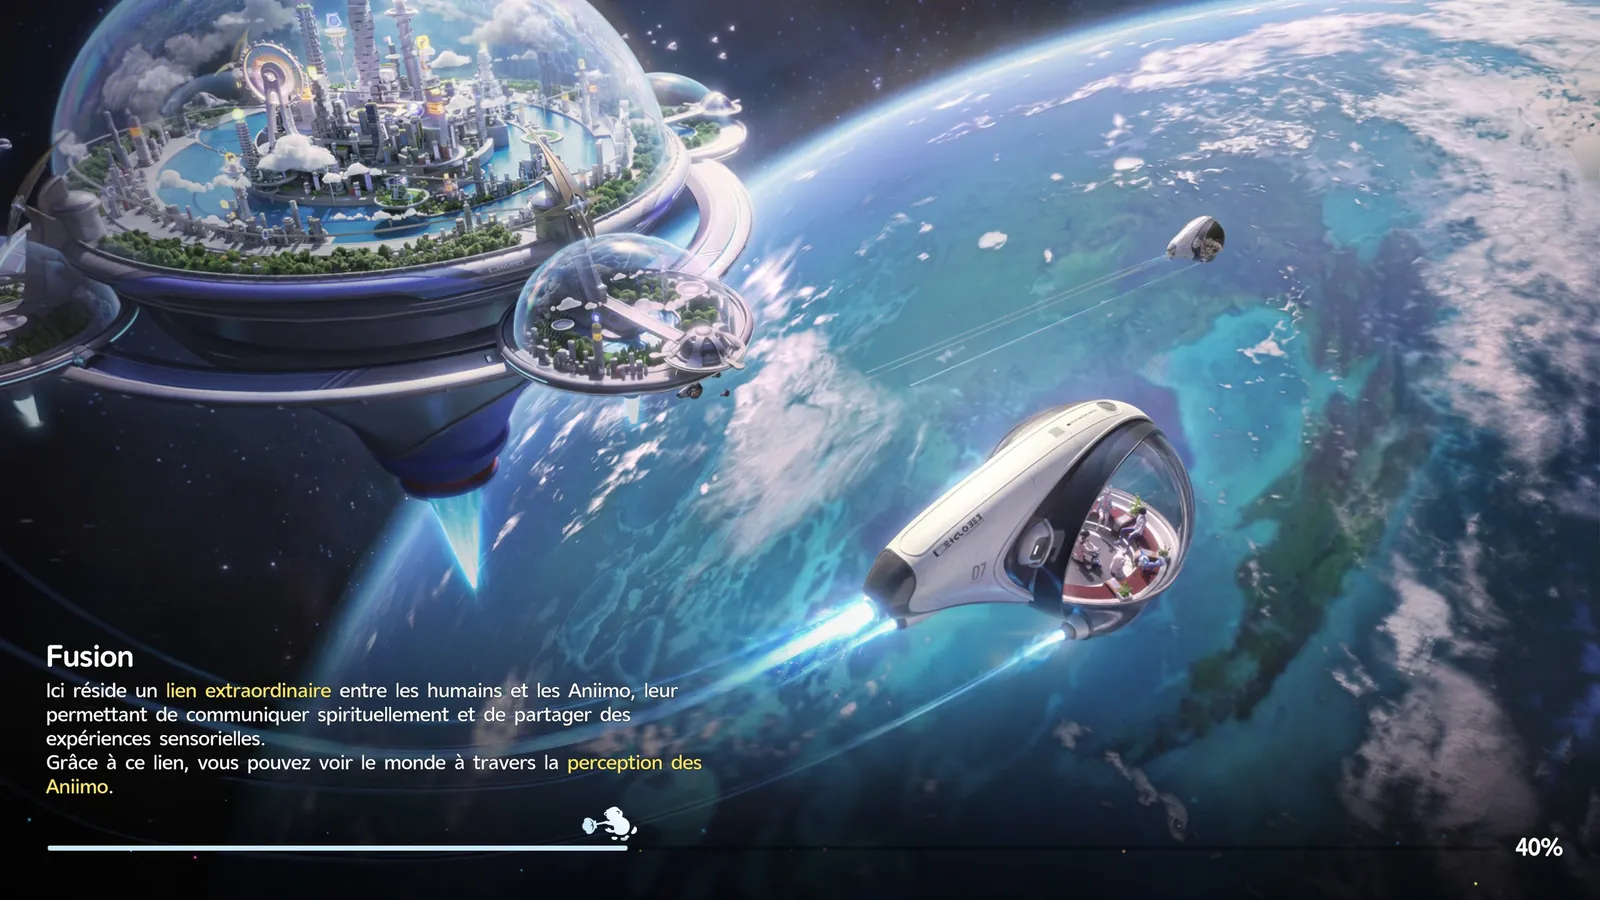 Fusion
Ici réside un lien extraordinaire entre les humains et les Aniimo, leur
permettant de communiquer spirituellement et de partager des
expériences sensorielles.
Grâce à ce lien, vous pouvez voir le monde à travers la perception des
Aniimo.
40%
07